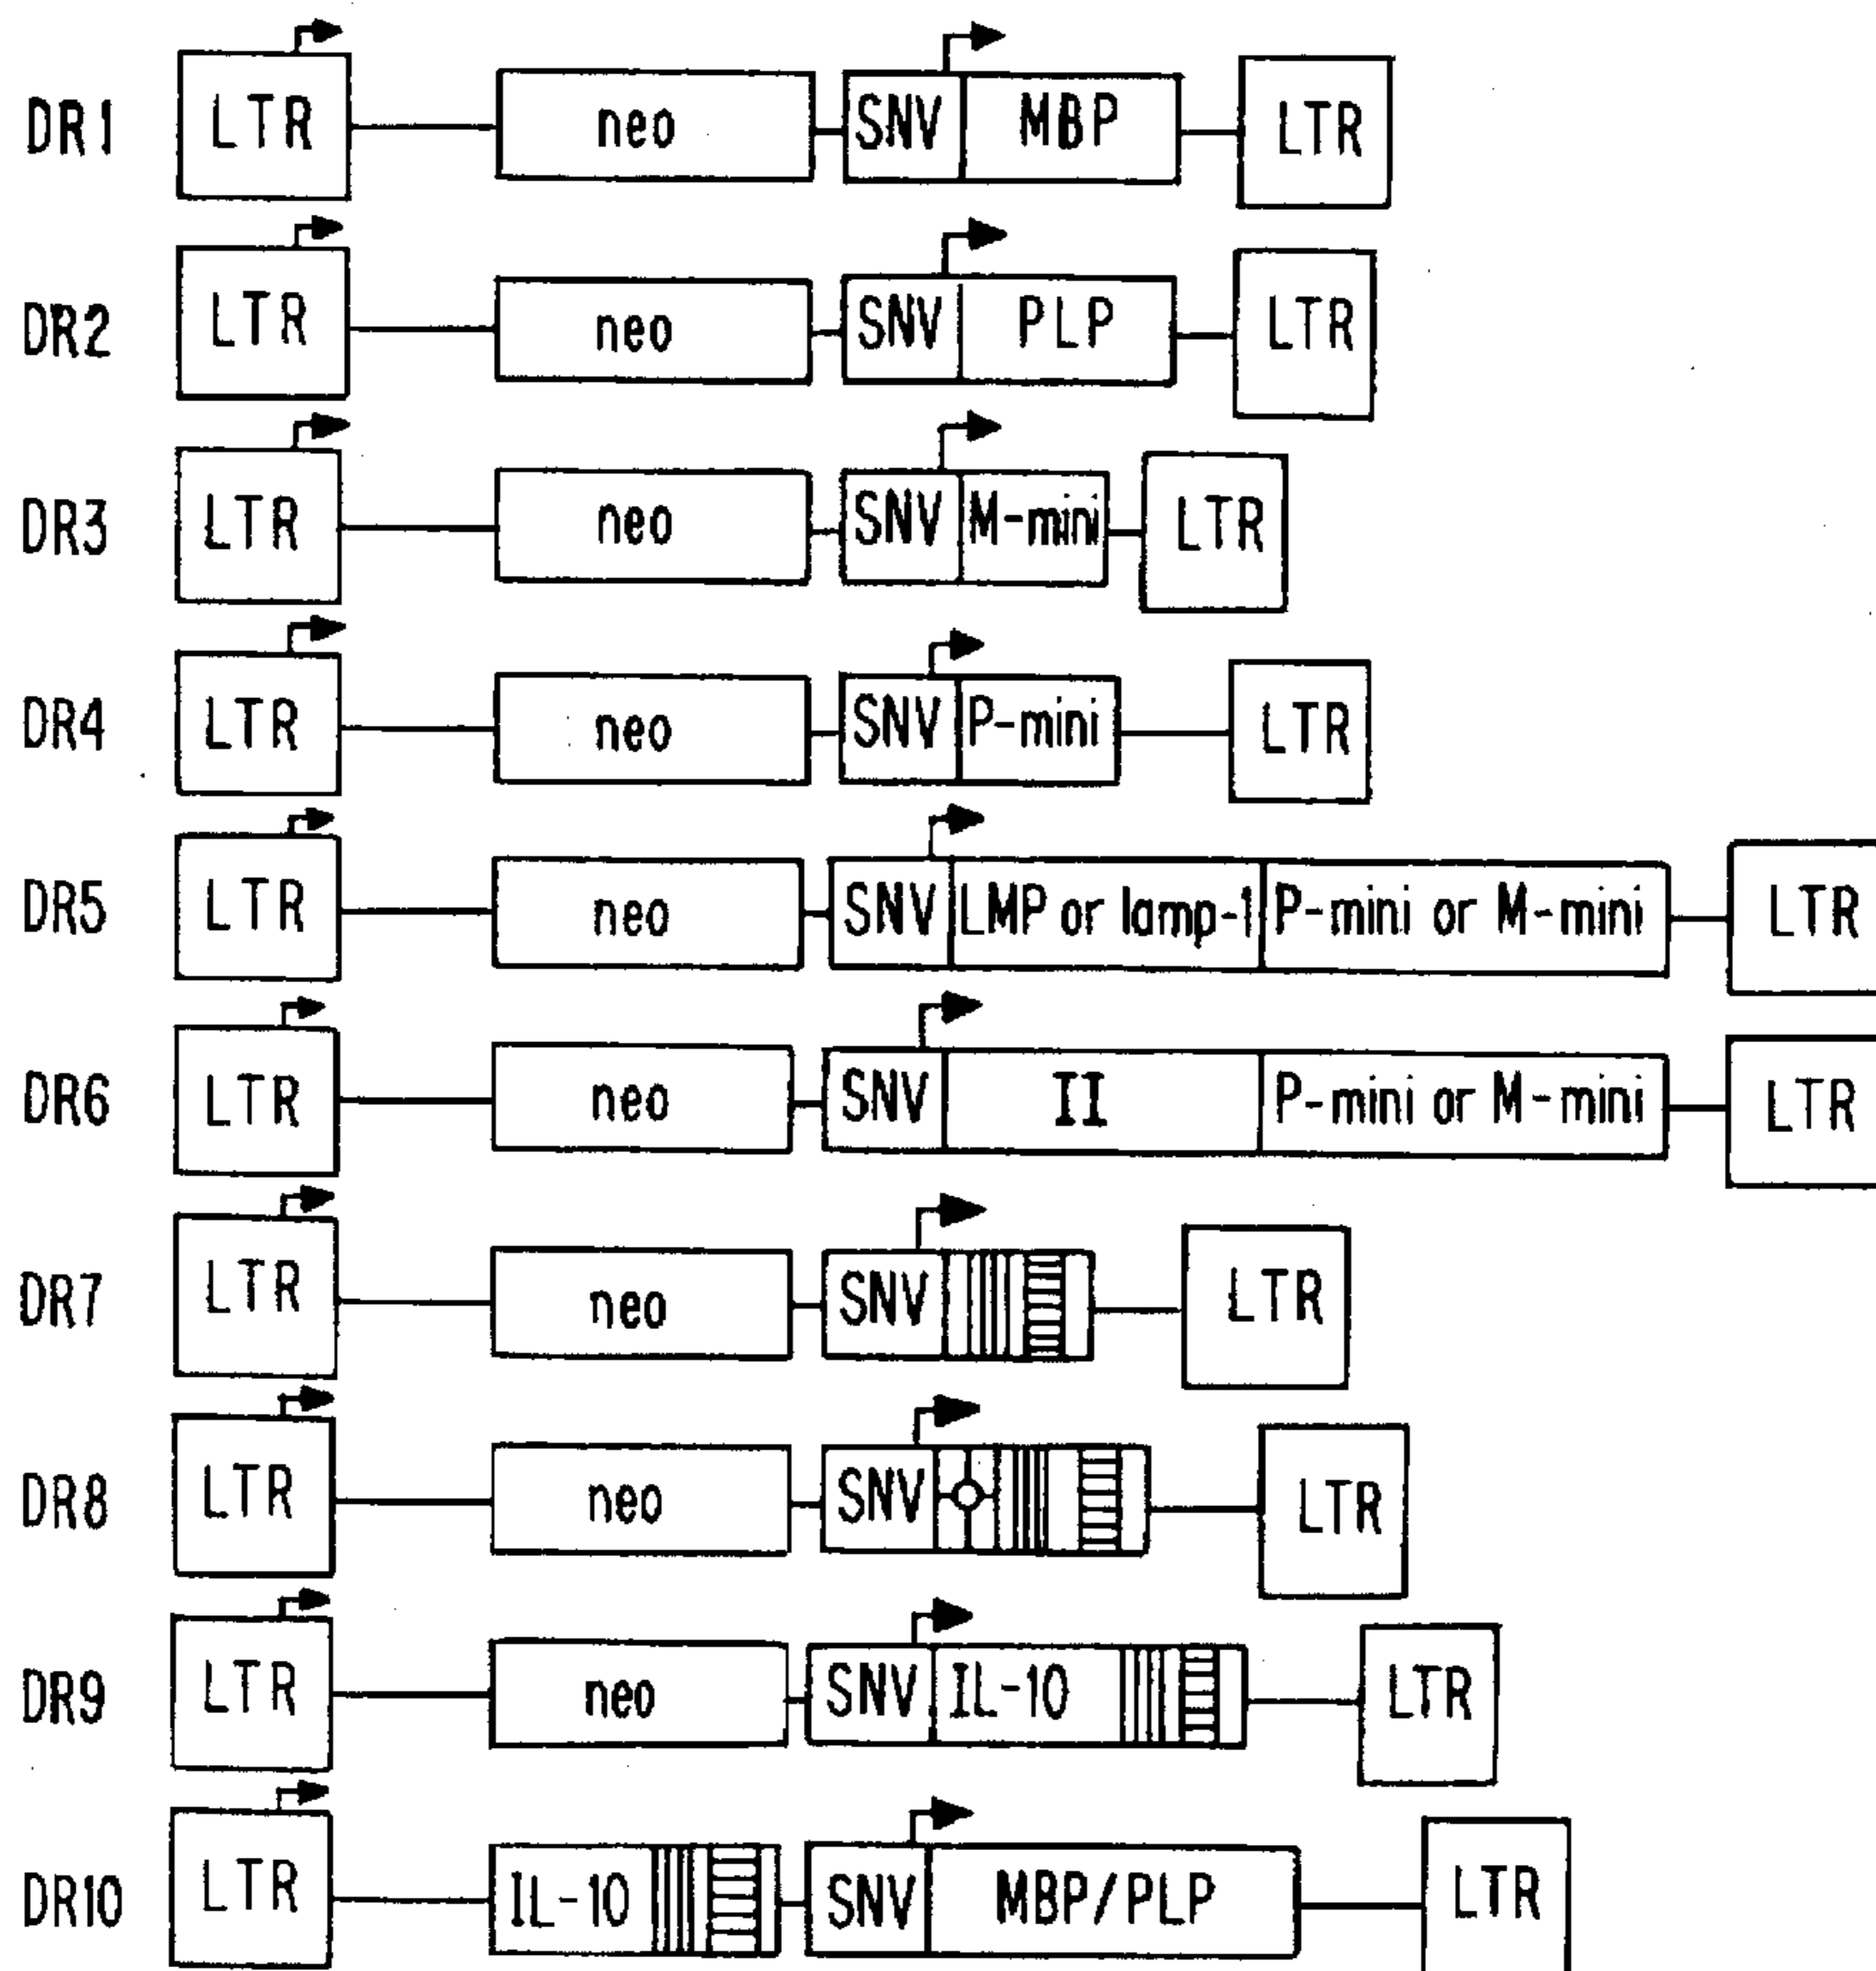 DR1 LTR neo SNV MBP LTR
DR2 LTR neo SNV PLP LTR
DR3 LTR neo SNV M-mini LTR
DR4 LTR neo SNV P-mini LTR
DR5 LTR neo SNV LMP or lamp-1 P-mini or M-mini LTR
DR6 LTR neo SNV II P-mini or M-mini LTR
DR7 LTR neo SNV LTR
DR8 LTR neo SNV LTR
DR9 LTR neo SNV IL-10 LTR
DR10 LTR IL-10 SNV MBP/PLP LTR